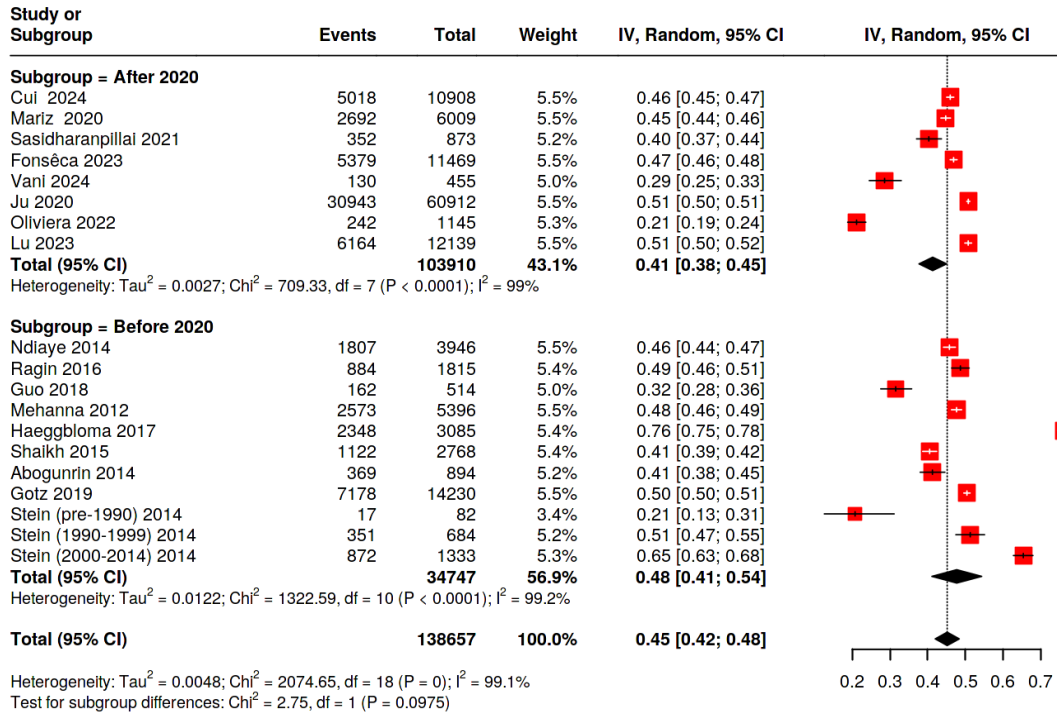 Study or
Subgroup Events Total Weight IV, Random, 95% CI IV, Random, 95% CI
Subgroup = After 2020
Cui 2024 5018 10908 5.5% 0.46 [0.45; 0.47]
Mariz 2020 2692 6009 5.5% 0.45 [0.44; 0.46]
Sasidharanpillai 2021 352 873 5.2% 0.40 [0.37; 0.44]
Fonsêca 2023 5379 11469 5.5% 0.47 [0.46; 0.48]
Vani 2024 130 455 5.0% 0.29 [0.25; 0.33]
Ju 2020 30943 60912 5.5% 0.51 [0.50; 0.51]
Oliviera 2022 242 1145 5.3% 0.21 [0.19; 0.24]
Lu 2023 6164 12139 5.5% 0.51 [0.50; 0.52]
Total (95% CI) 103910 43.1% 0.41 [0.38; 0.45]
Heterogeneity: Tau² = 0.0027; Chi² = 709.33, df = 7 (P < 0.0001); I² = 99%
Subgroup = Before 2020
Ndiaye 2014 1807 3946 5.5% 0.46 [0.44; 0.47]
Ragin 2016 884 1815 5.4% 0.49 [0.46; 0.51]
Guo 2018 162 514 5.0% 0.32 [0.28; 0.36]
Mehanna 2012 2573 5396 5.5% 0.48 [0.46; 0.49]
Haeggbloma 2017 2348 3085 5.4% 0.76 [0.75; 0.78]
Shaikh 2015 1122 2768 5.4% 0.41 [0.39; 0.42]
Abogunrin 2014 369 894 5.2% 0.41 [0.38; 0.45]
Gotz 2019 7178 14230 5.5% 0.50 [0.50; 0.51]
Stein (pre-1990) 2014 17 82 3.4% 0.21 [0.13; 0.31]
Stein (1990-1999) 2014 351 684 5.2% 0.51 [0.47; 0.55]
Stein (2000-2014) 2014 872 1333 5.3% 0.65 [0.63; 0.68]
Total (95% CI) 34747 56.9% 0.48 [0.41; 0.54]
Heterogeneity: Tau² = 0.0122; Chi² = 1322.59, df = 10 (P < 0.0001); I² = 99.2%
Total (95% CI) 138657 100.0% 0.45 [0.42; 0.48]
Heterogeneity: Tau² = 0.0048; Chi² = 2074.65, df = 18 (P = 0); I² = 99.1%
Test for subgroup differences: Chi² = 2.75, df = 1 (P = 0.0975)
0.2 0.3 0.4 0.5 0.6 0.7